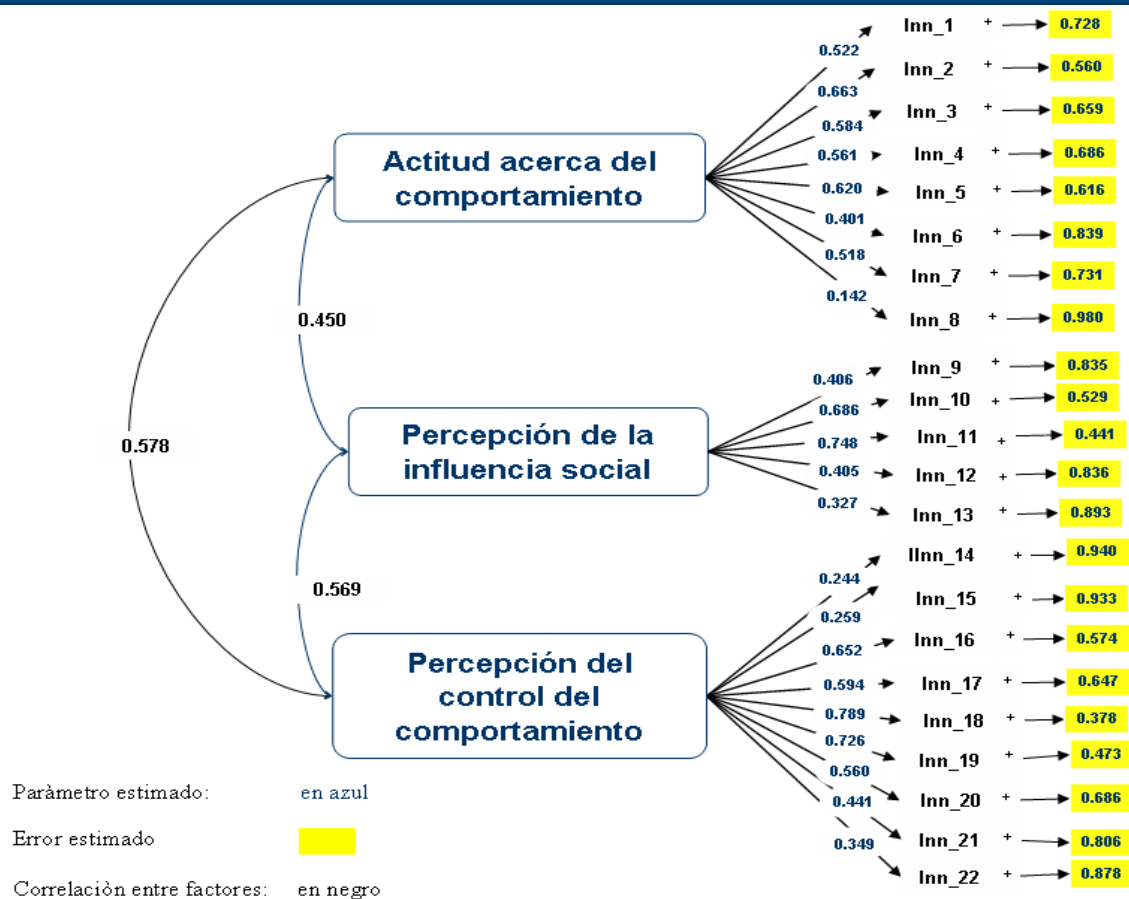 Inn_1 + 0.728
0.522
Inn_2 + 0.560
0.663
Inn_3 + 0.659
0.584
Actitud acerca del
comportamiento
0.561 Inn_4 + 0.686
0.620 Inn_5 + 0.616
0.401
Inn_6 + 0.839
0.518
Inn_7 + 0.731
0.142
Inn_8 + 0.980
0.450
Inn_9 + 0.835
0.406
Inn_10 + 0.529
0.686
0.578
Percepción de la
influencia social
Inn_11 + 0.441
0.748
0.405 Inn_12 + 0.836
0.327
Inn_13 + 0.893
IInn_14 + 0.940
0.244
0.569
Inn_15 + 0.933
0.259
Inn_16 + 0.574
0.652
Percepción del
control del
comportamiento
0.594 Inn_17 + 0.647
0.789 Inn_18 + 0.378
0.726
Inn_19 + 0.473
0.560
Inn_20 + 0.686
0.441
Inn_21 + 0.806
0.349
Inn_22 + 0.878
Paràmetro estimado: en azul
Error estimado
Correlaciòn entre factores: en negro